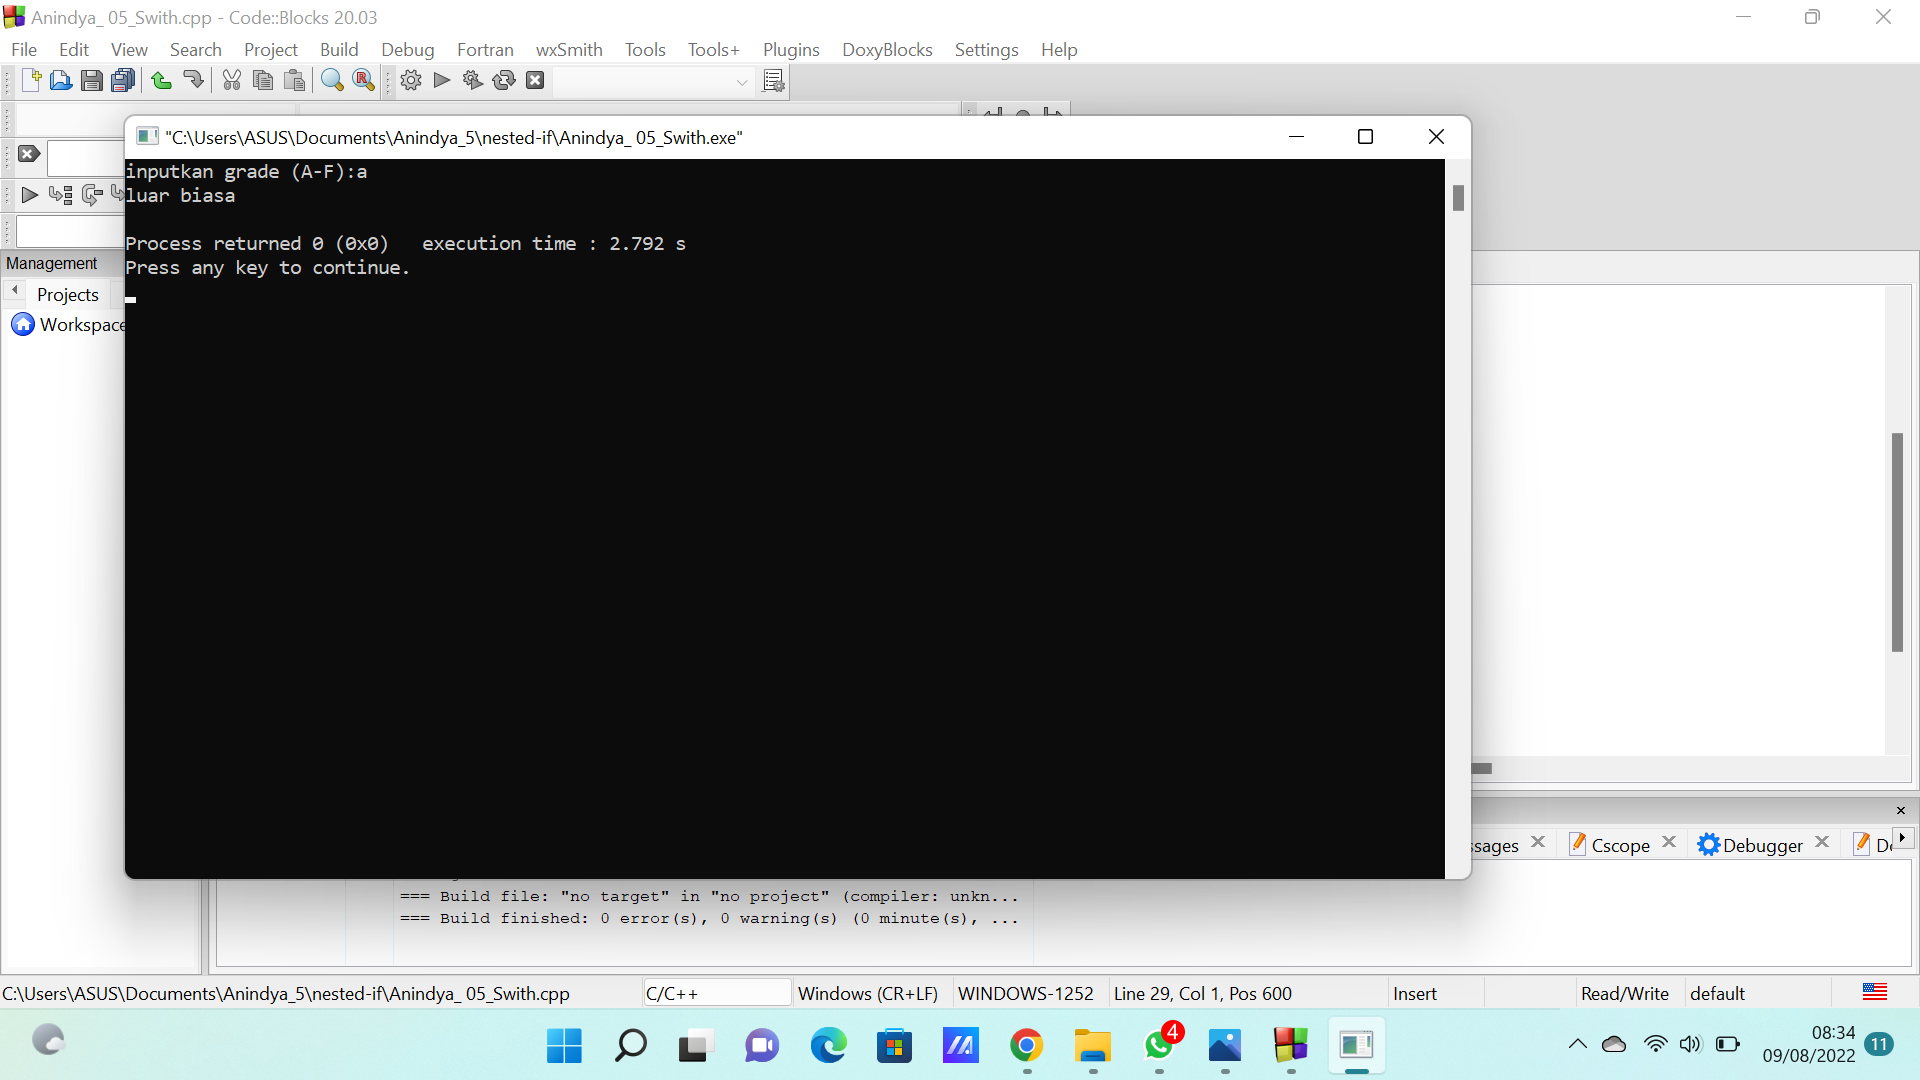 Anindya_ 05_Swith.cpp - Code::Blocks 20.03
File Edit View Search Project Build Debug Fortran wxSmith Tools Tools+ Plugins DoxyBlocks Settings Help
"C:\Users\ASUS\Documents\Anindya_5\nested-if\Anindya_ 05_Swith.exe"
inputkan grade (A-F):a
luar biasa
Process returned 0 (0x0)   execution time : 2.792 s
Press any key to continue.
Management
Projects
Workspace
ssages Cscope Debugger
=== Build file: "no target" in "no project" (compiler: unkn...
=== Build finished: 0 error(s), 0 warning(s) (0 minute(s), ...
C:\Users\ASUS\Documents\Anindya_5\nested-if\Anindya_ 05_Swith.cpp C/C++ Windows (CR+LF) WINDOWS-1252 Line 29, Col 1, Pos 600 Insert Read/Write default
4
08:34
09/08/2022
11